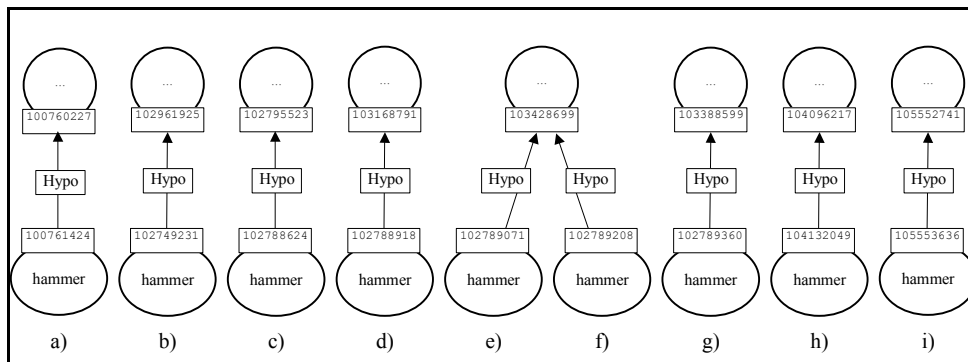 ... ... ... ... ... ... ... ...
100760227 102961925 102795523 103168791 103428699 103388599 104096217 105552741
Hypo Hypo Hypo Hypo Hypo Hypo Hypo Hypo Hypo
100761424 102749231 102788624 102788918 102789071 102789208 102789360 104132049 105553636
hammer hammer hammer hammer hammer hammer hammer hammer hammer
a) b) c) d) e) f) g) h) i)